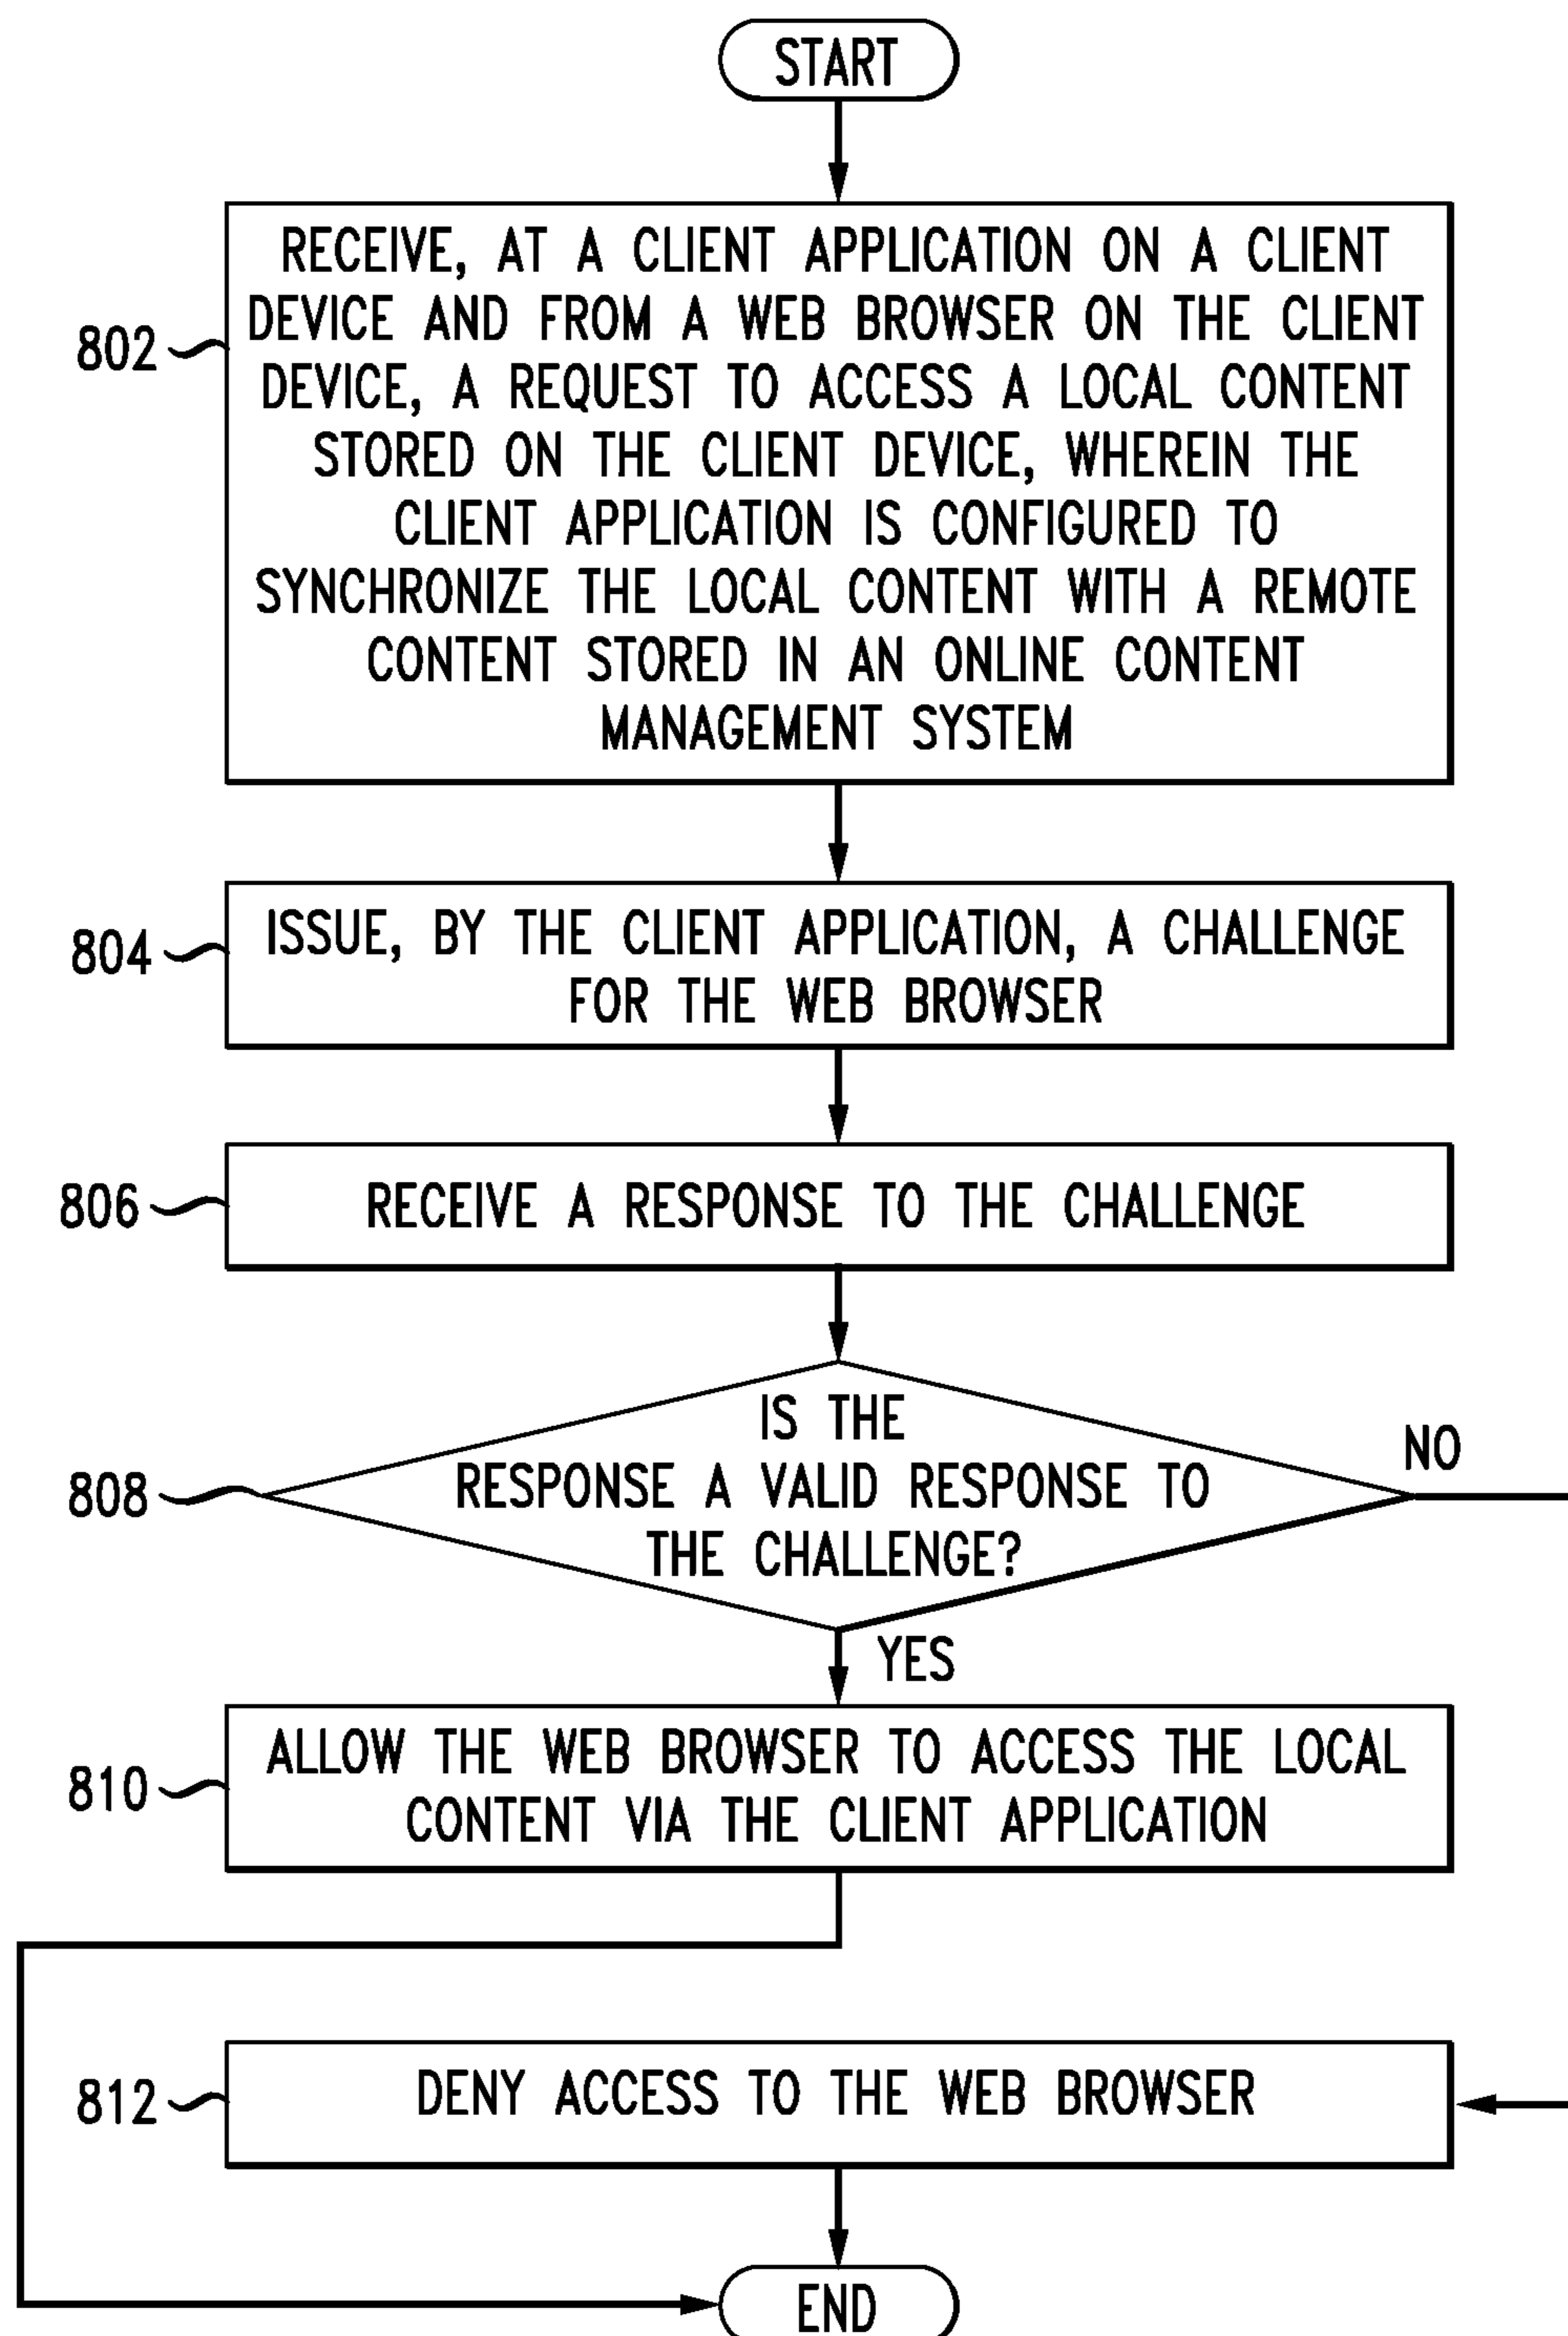 START
802
RECEIVE, AT A CLIENT APPLICATION ON A CLIENT
DEVICE AND FROM A WEB BROWSER ON THE CLIENT
DEVICE, A REQUEST TO ACCESS A LOCAL CONTENT
STORED ON THE CLIENT DEVICE, WHEREIN THE
CLIENT APPLICATION IS CONFIGURED TO
SYNCHRONIZE THE LOCAL CONTENT WITH A REMOTE
CONTENT STORED IN AN ONLINE CONTENT
MANAGEMENT SYSTEM
804
ISSUE, BY THE CLIENT APPLICATION, A CHALLENGE
FOR THE WEB BROWSER
806
RECEIVE A RESPONSE TO THE CHALLENGE
808
IS THE
RESPONSE A VALID RESPONSE TO
THE CHALLENGE?
NO
YES
810
ALLOW THE WEB BROWSER TO ACCESS THE LOCAL
CONTENT VIA THE CLIENT APPLICATION
812
DENY ACCESS TO THE WEB BROWSER
END